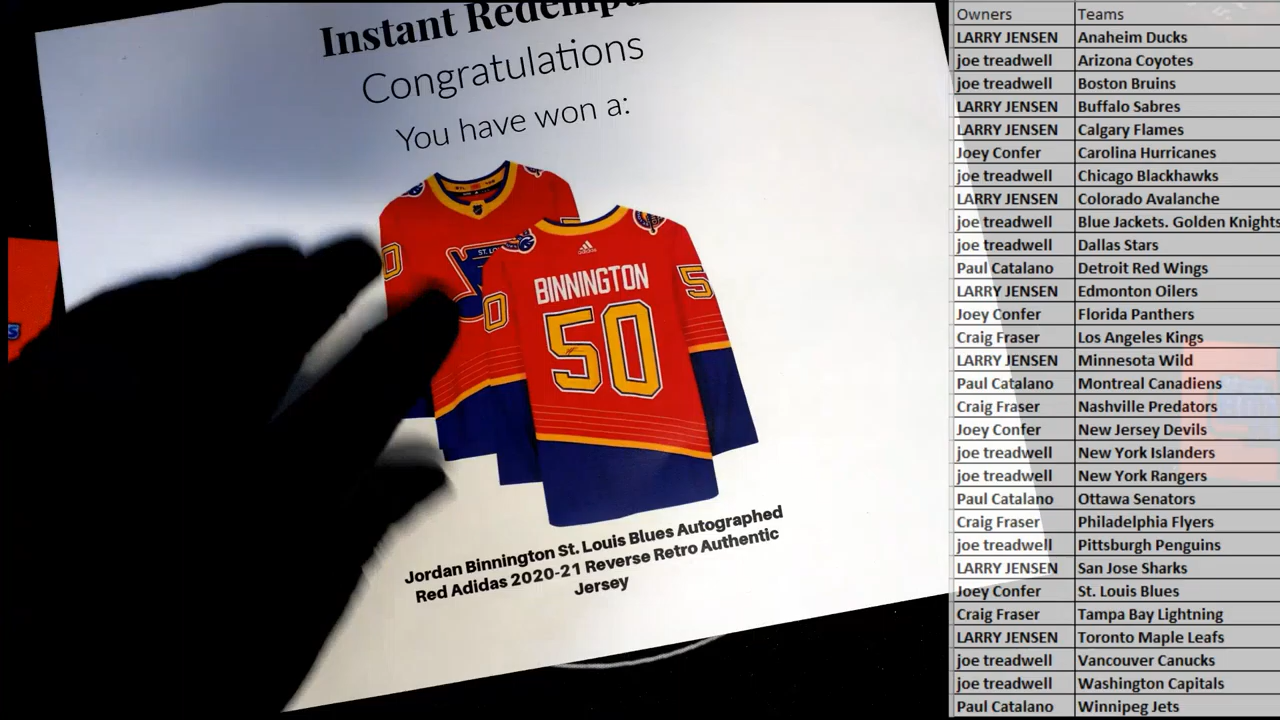 Instant
Congratulations
You have won a:
ST. LO
0
0
adidas
BINNINGTON
5
50
Jordan Binnington St. Louis Blues Autographed
Red Adidas 2020-21 Reverse Retro Authentic
Jersey
Owners Teams
LARRY JENSEN Anaheim Ducks
joe treadwell Arizona Coyotes
joe treadwell Boston Bruins
LARRY JENSEN Buffalo Sabres
LARRY JENSEN Calgary Flames
Joey Confer Carolina Hurricanes
joe treadwell Chicago Blackhawks
LARRY JENSEN Colorado Avalanche
joe treadwell Blue Jackets. Golden Knights
joe treadwell Dallas Stars
Paul Catalano Detroit Red Wings
LARRY JENSEN Edmonton Oilers
Joey Confer Florida Panthers
Craig Fraser Los Angeles Kings
LARRY JENSEN Minnesota Wild
Paul Catalano Montreal Canadiens
Craig Fraser Nashville Predators
Joey Confer New Jersey Devils
joe treadwell New York Islanders
joe treadwell New York Rangers
Paul Catalano Ottawa Senators
Craig Fraser Philadelphia Flyers
joe treadwell Pittsburgh Penguins
LARRY JENSEN San Jose Sharks
Joey Confer St. Louis Blues
Craig Fraser Tampa Bay Lightning
LARRY JENSEN Toronto Maple Leafs
joe treadwell Vancouver Canucks
joe treadwell Washington Capitals
Paul Catalano Winnipeg Jets